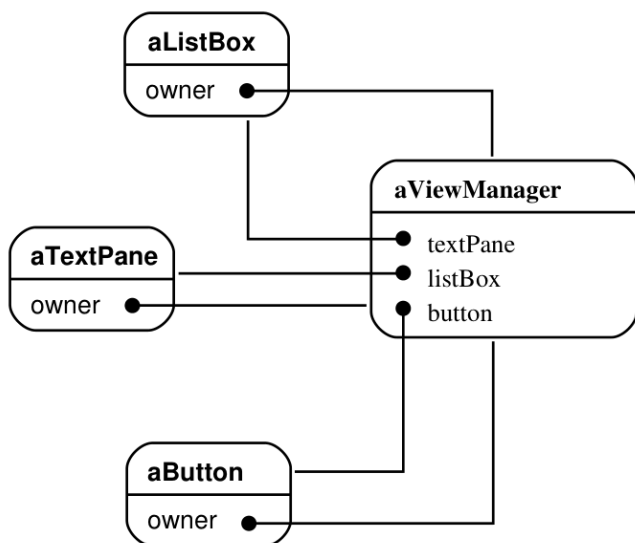 aListBox
owner
aViewManager
textPane
listBox
button
aTextPane
owner
aButton
owner